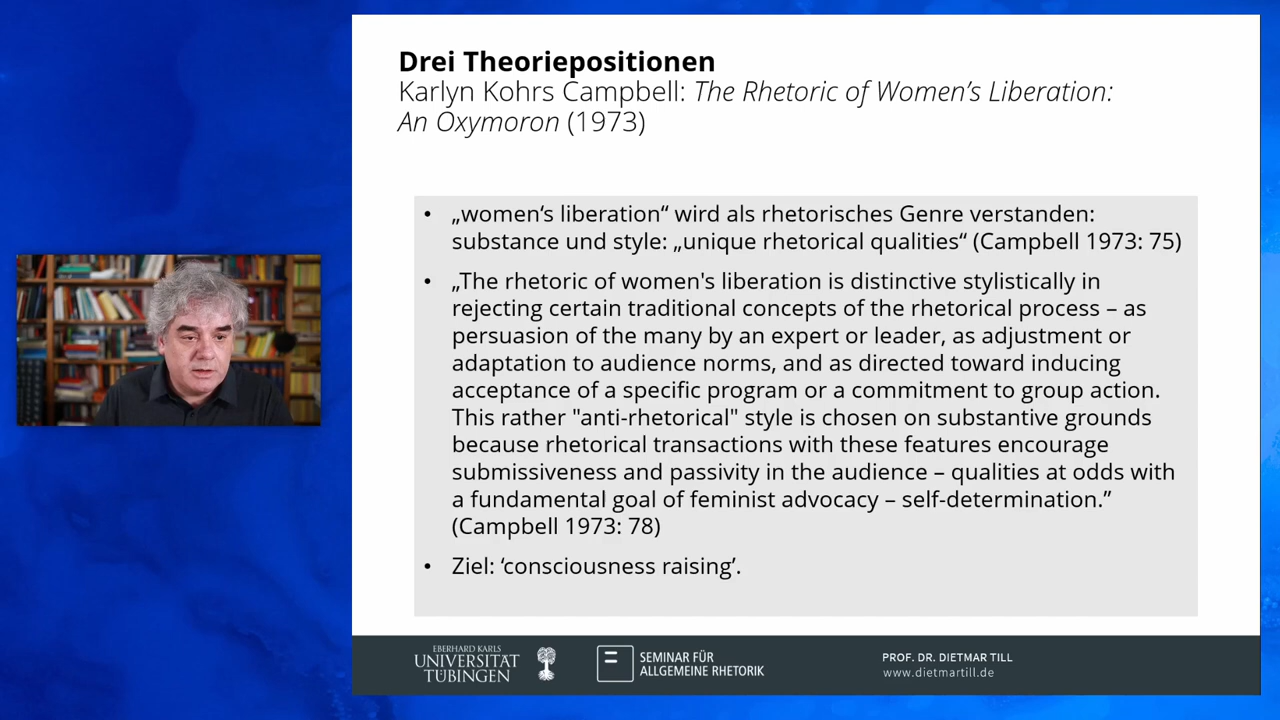 Drei Theoriepositionen
Karlyn Kohrs Campbell: The Rhetoric of Women’s Liberation:
An Oxymoron (1973)
• „women‘s liberation“ wird als rhetorisches Genre verstanden:
substance und style: „unique rhetorical qualities“ (Campbell 1973: 75)
• „The rhetoric of women's liberation is distinctive stylistically in
rejecting certain traditional concepts of the rhetorical process – as
persuasion of the many by an expert or leader, as adjustment or
adaptation to audience norms, and as directed toward inducing
acceptance of a specific program or a commitment to group action.
This rather "anti-rhetorical" style is chosen on substantive grounds
because rhetorical transactions with these features encourage
submissiveness and passivity in the audience – qualities at odds with
a fundamental goal of feminist advocacy – self-determination.”
(Campbell 1973: 78)
• Ziel: ‘consciousness raising’.
EBERHARD KARLS
UNIVERSITÄT
TÜBINGEN
SEMINAR FÜR
ALLGEMEINE RHETORIK
PROF. DR. DIETMAR TILL
www.dietmartill.de